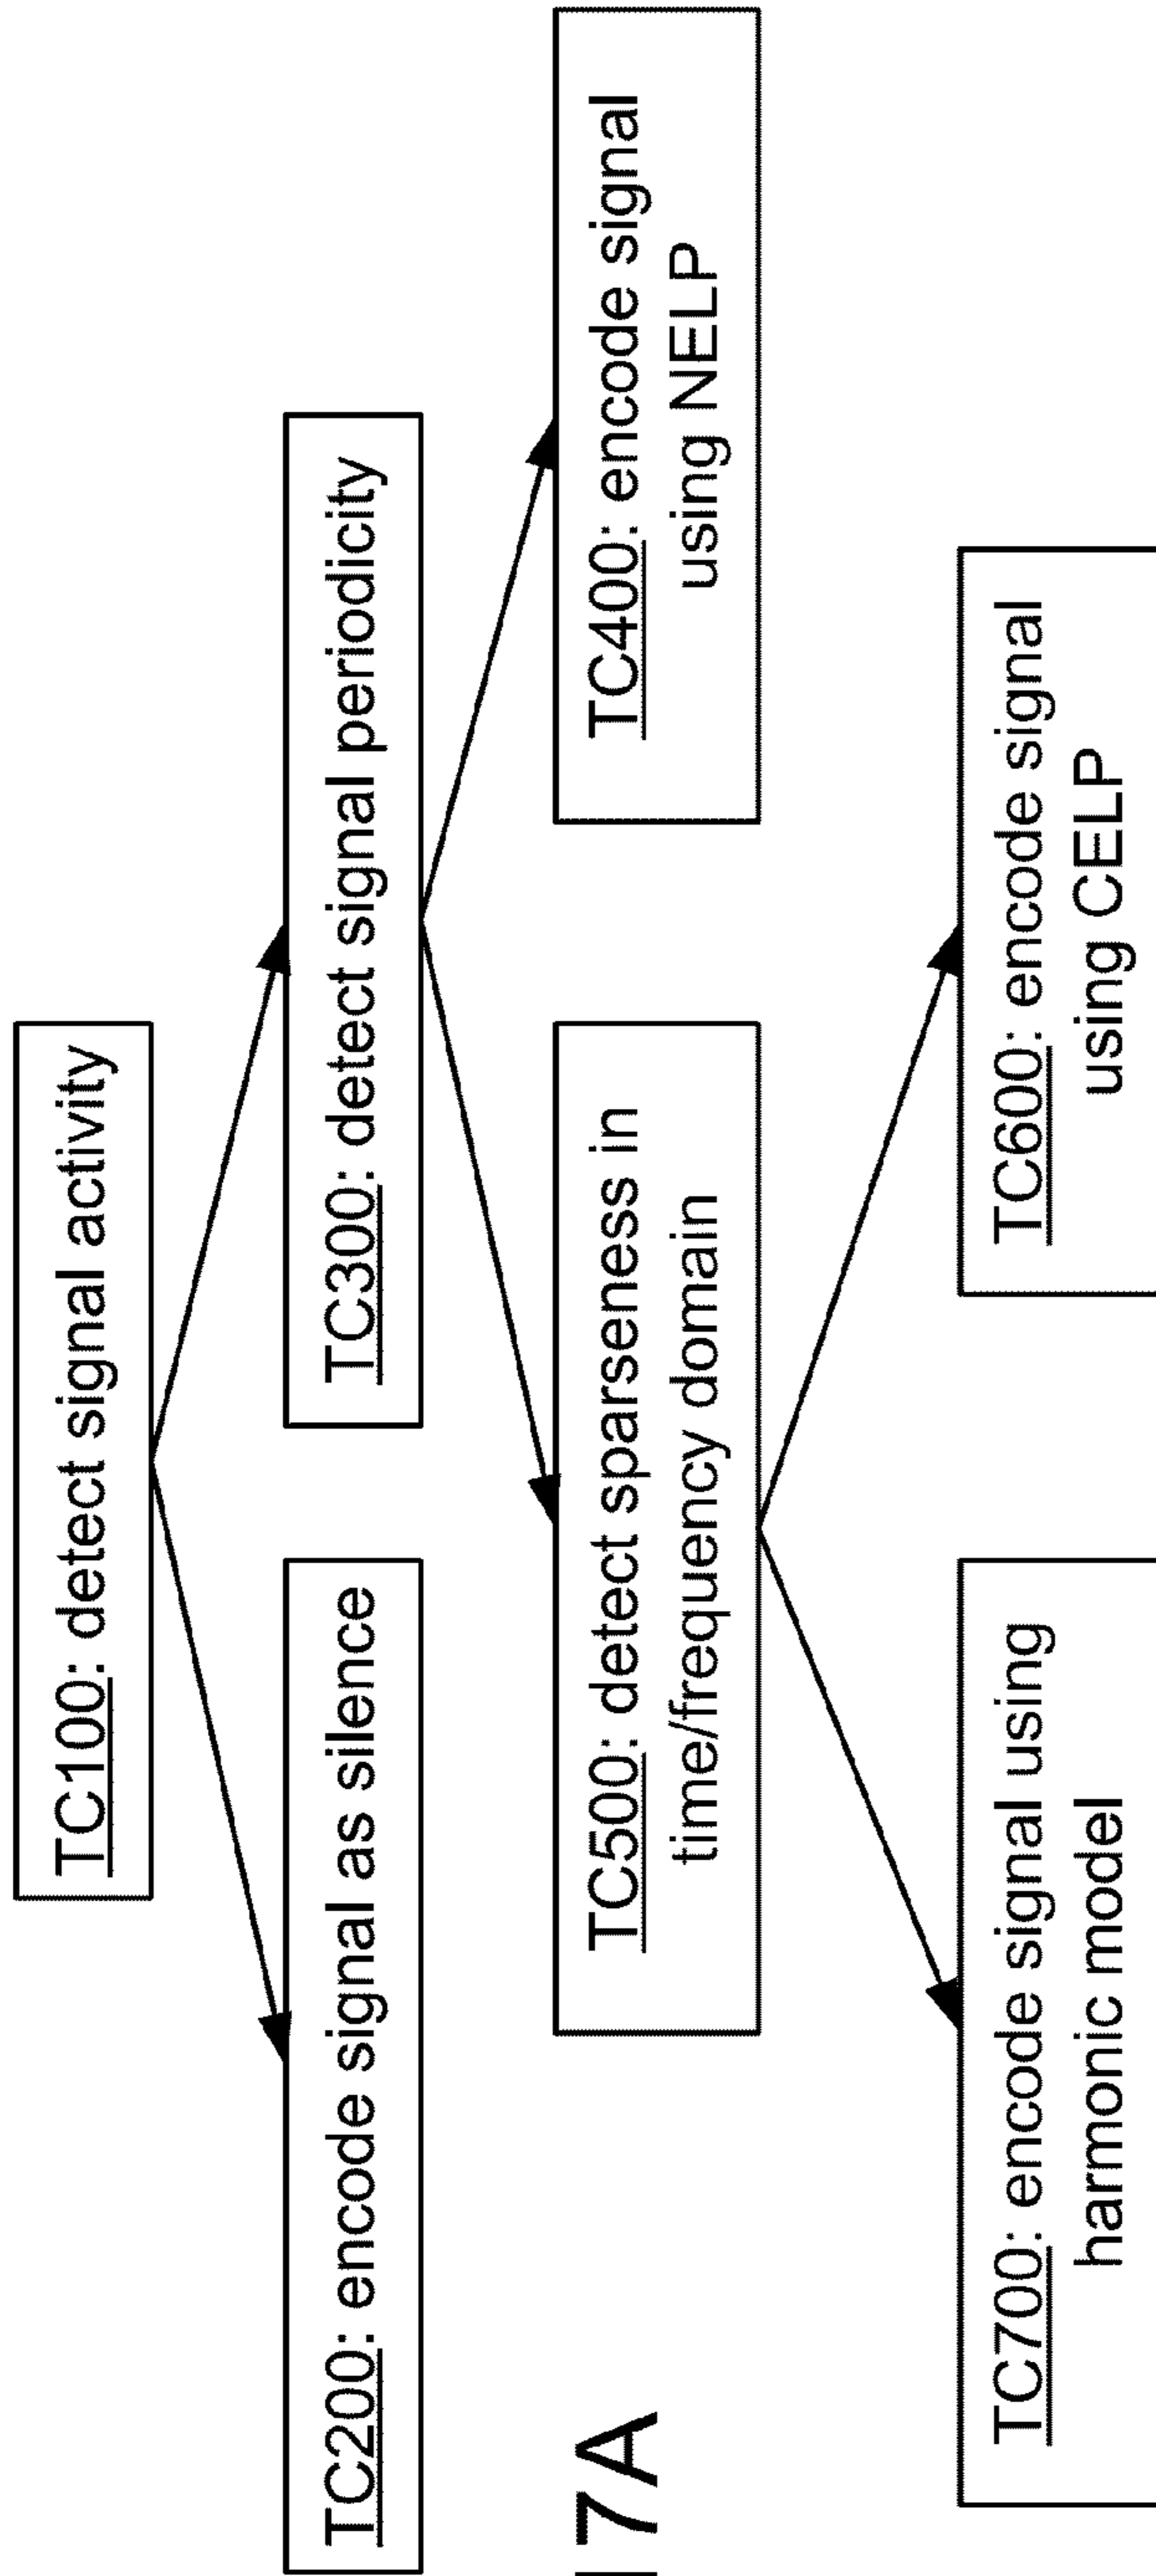 TC100: detect signal activity
TC200: encode signal as silence
TC300: detect signal periodicity
TC500: detect sparseness in
time/frequency domain
TC400: encode signal
using NELP
TC700: encode signal using
harmonic model
TC600: encode signal
using CELP
17A